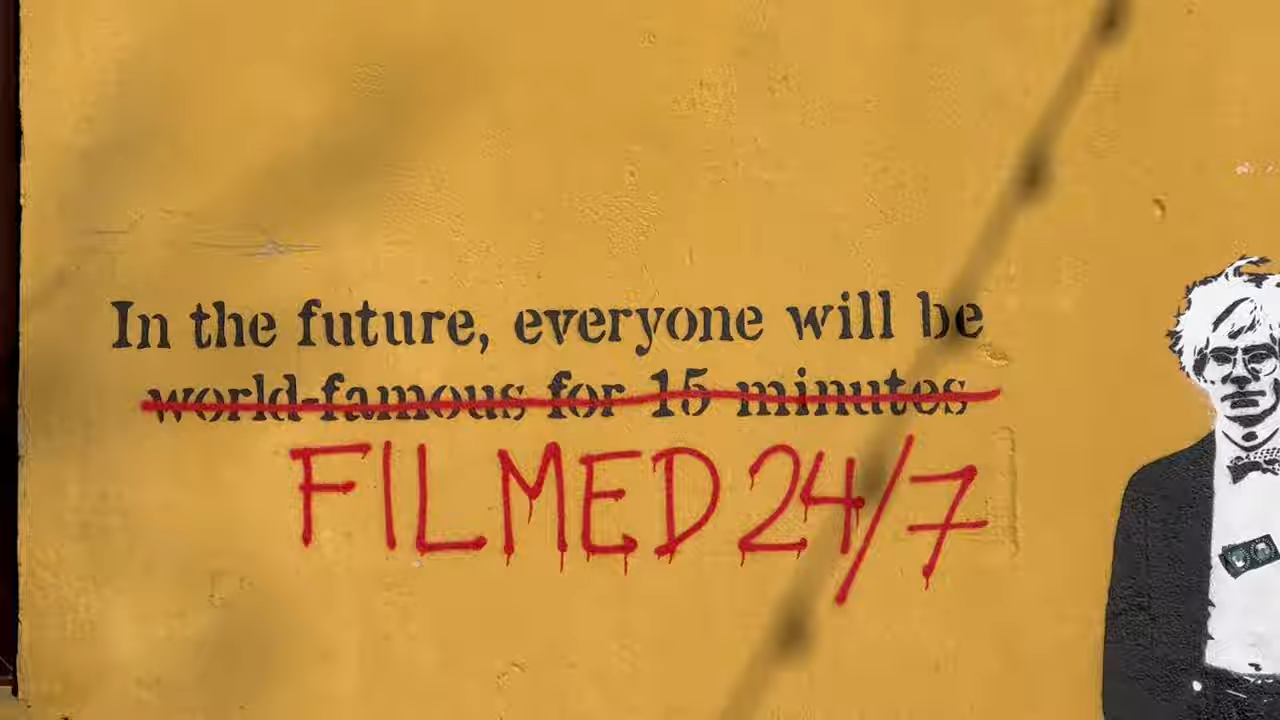 In the future, everyone will be
world-famous for 15 minutes
FILMED 24/7